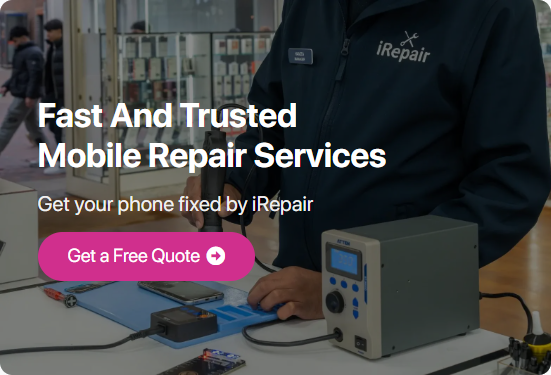 iRepair
Fast And Trusted
Mobile Repair Services
Get your phone fixed by iRepair
Get a Free Quote